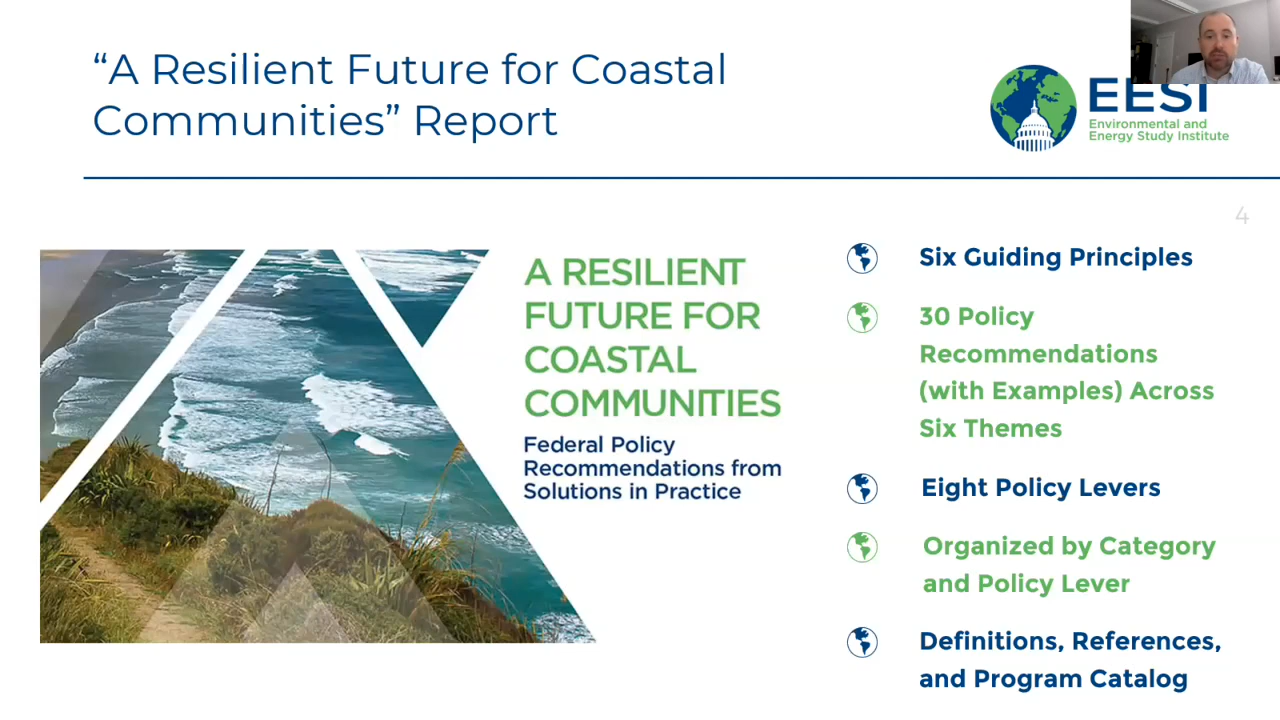 “A Resilient Future for Coastal
Communities” Report
EESI
Environmental and
Energy Study Institute
4
A RESILIENT
FUTURE FOR
COASTAL
COMMUNITIES
Federal Policy
Recommendations from
Solutions in Practice
Six Guiding Principles
30 Policy
Recommendations
(with Examples) Across
Six Themes
Eight Policy Levers
Organized by Category
and Policy Lever
Definitions, References,
and Program Catalog